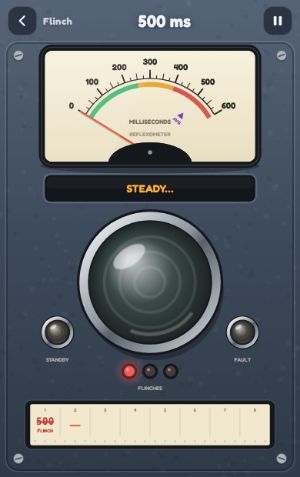 Flinch
500 ms
0
100
200
300
400
500
600
MILLISECONDS
REFLEXOMETER
STEADY...
STANDBY
FAULT
FLINCHES
1 2 3 4 5 6 7 8
500
FLINCH